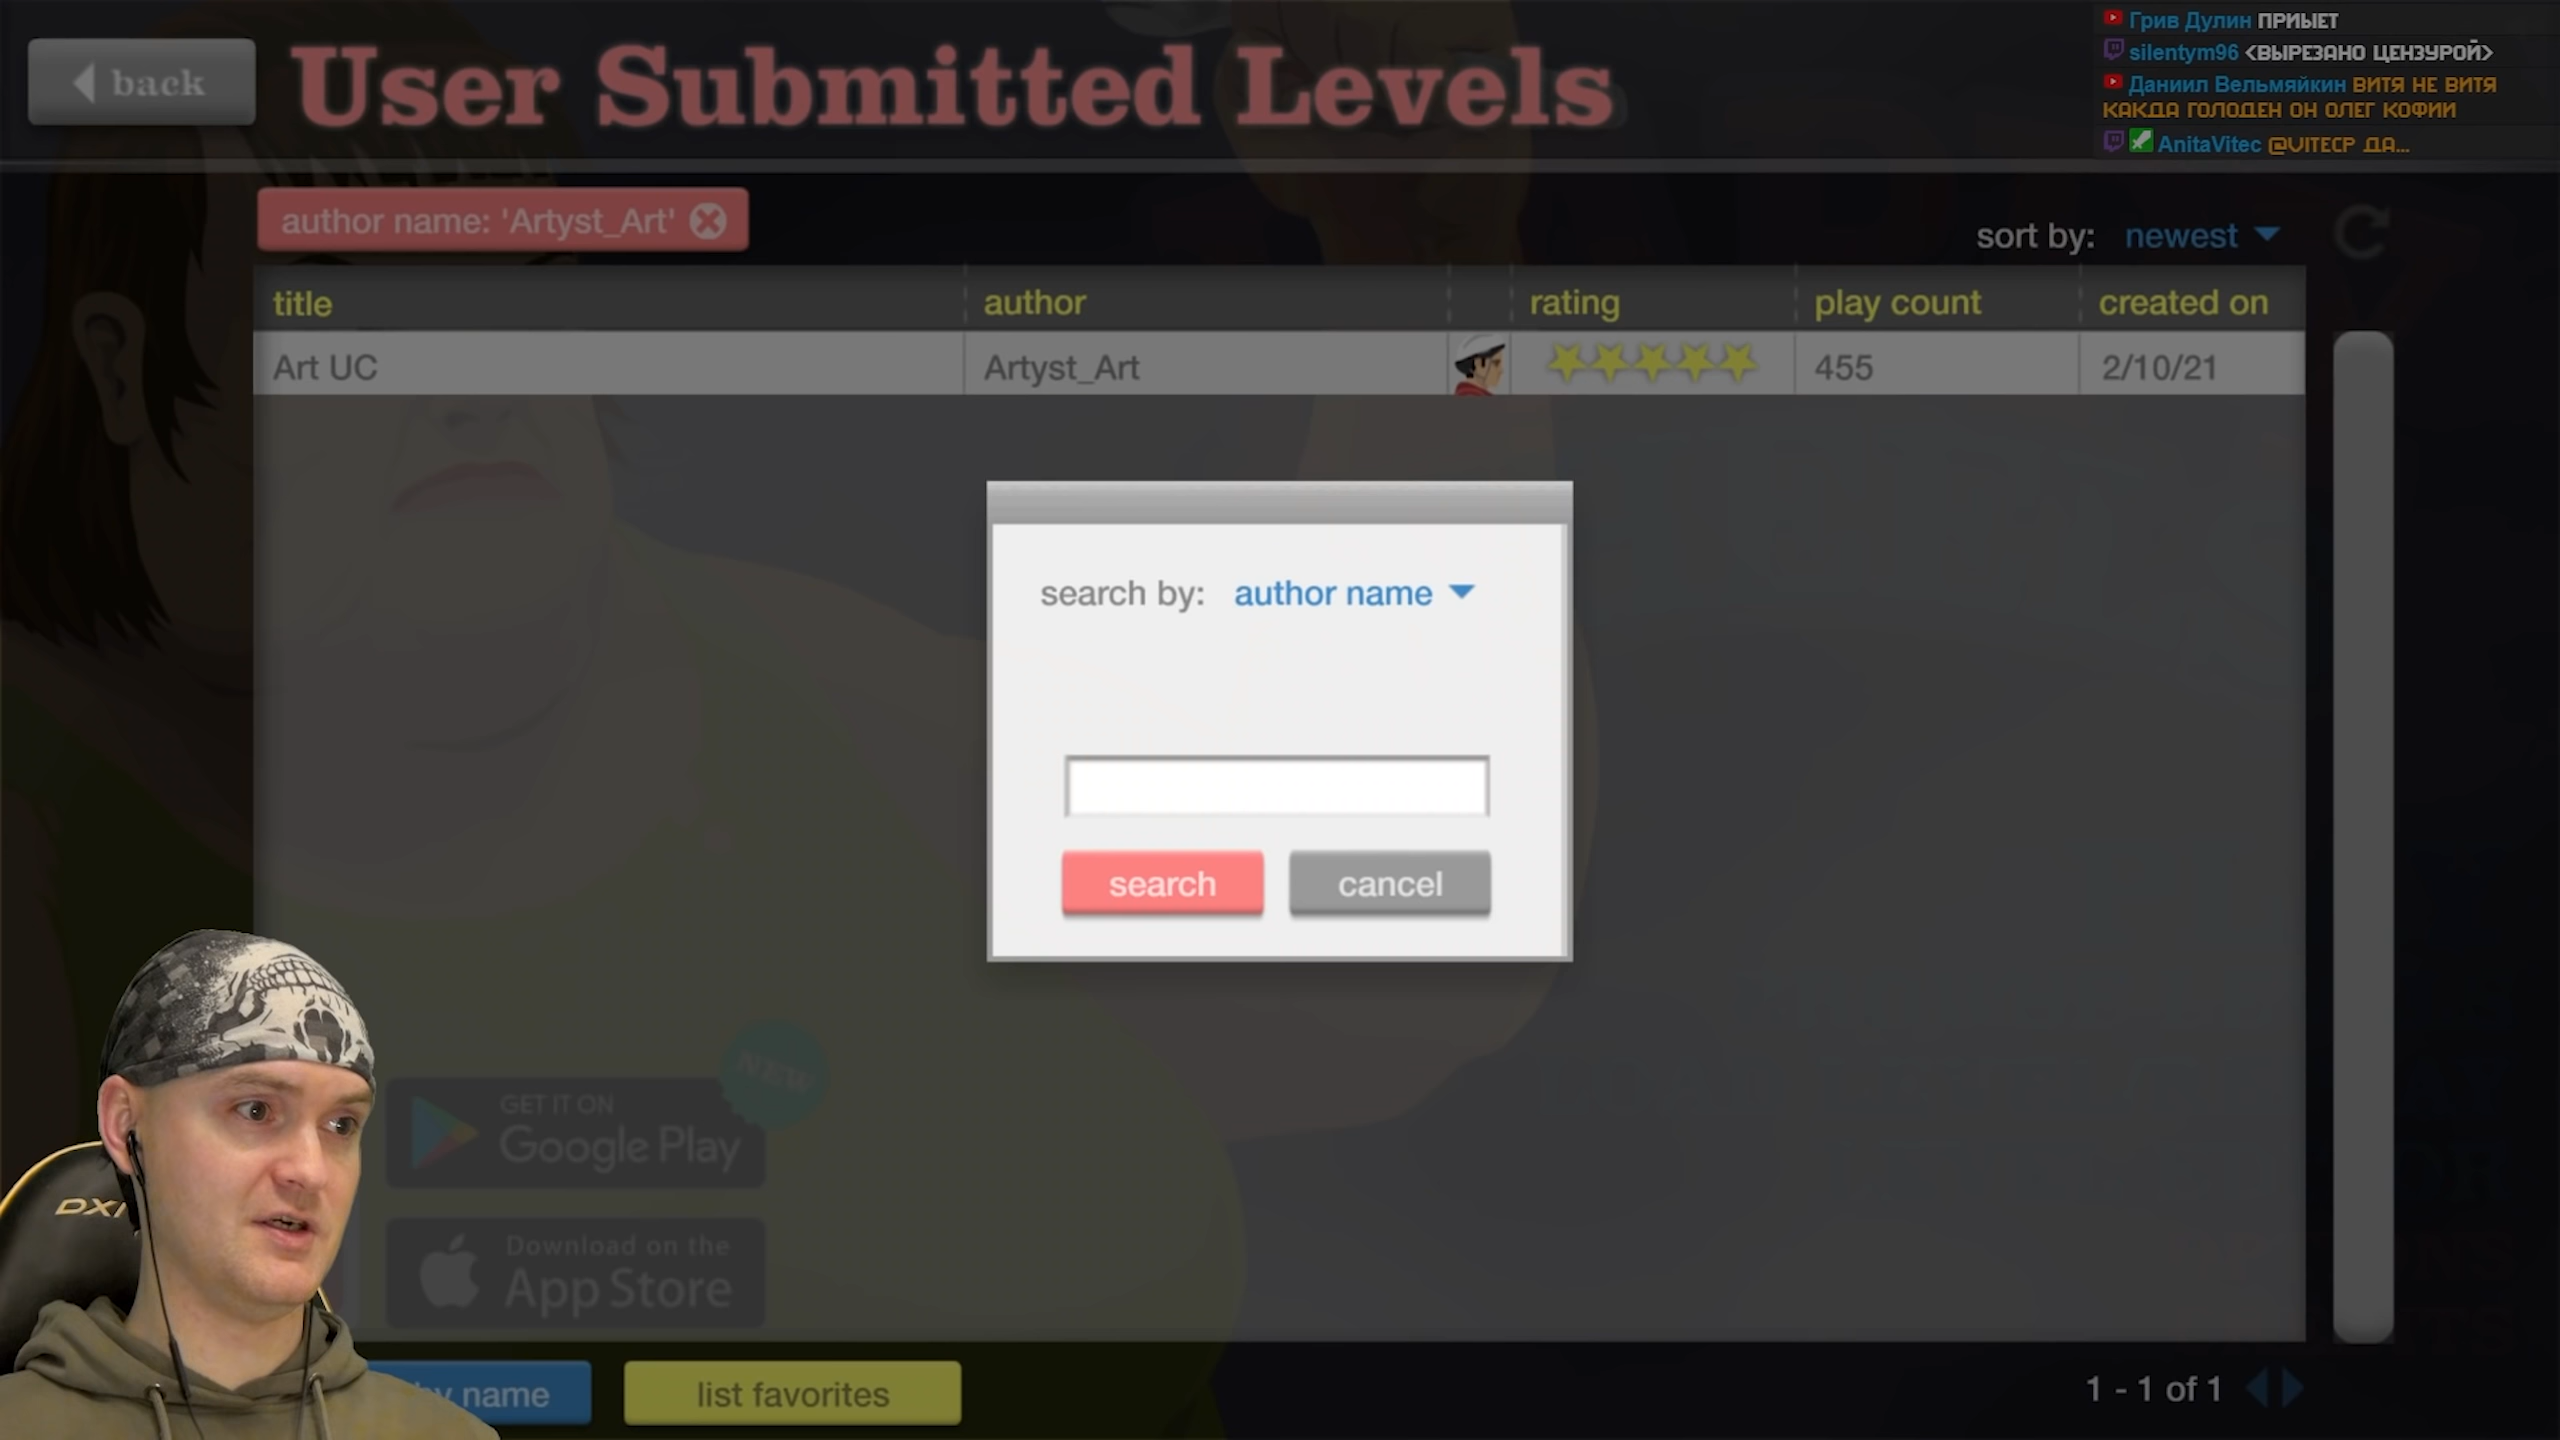 back
User Submitted Levels
Грив Дулин ПРИЫЕТ
silentym96 <ВЫРЕЗАНО ЦЕНЗУРОЙ>
Даниил Вельмяйкин ВИТЯ НЕ ВИТЯ
КАКДА ГОЛОДЕН ОН ОЛЕГ КОФИИ
AnitaVitec @VITECP ДА...
author name: 'Artyst_Art'
sort by: newest
title author rating play count created on
Art UC Artyst_Art 455 2/10/21
search by: author name
search cancel
NEW
GET IT ON
Google Play
DX
Download on the
App Store
by name
list favorites
1 - 1 of 1